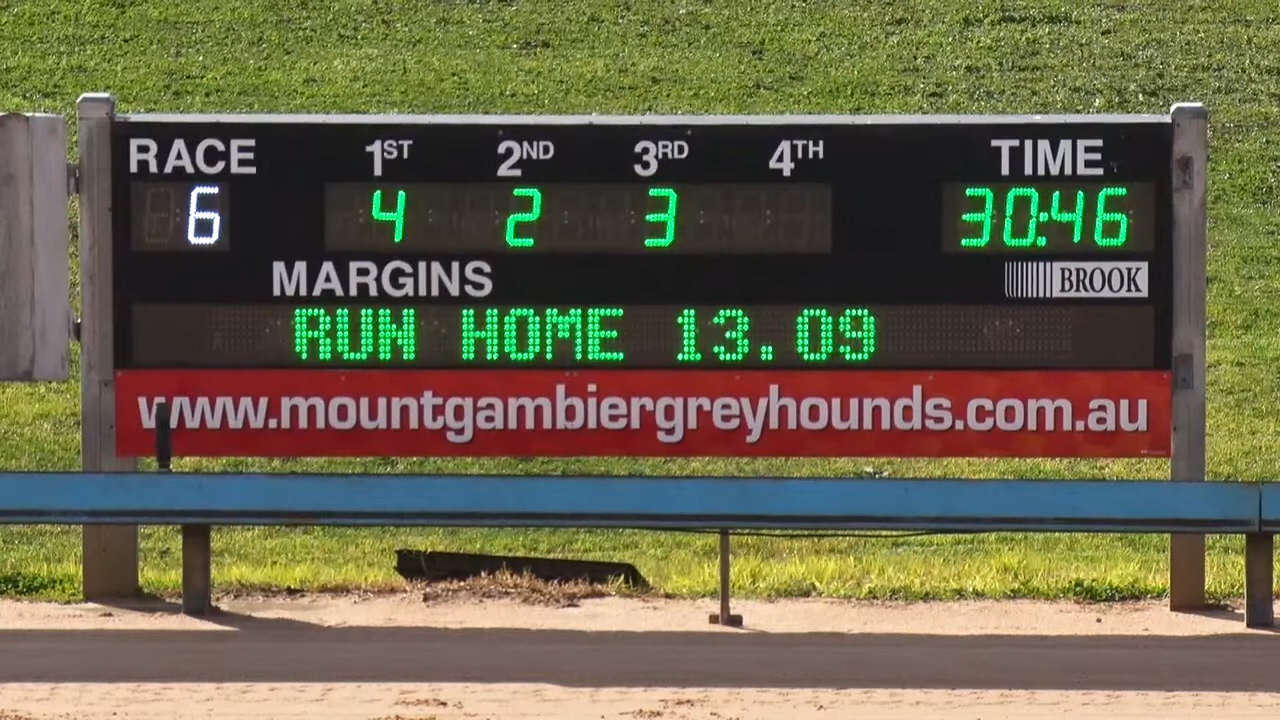 RACE 1ST 2ND 3RD 4TH TIME
6 4 2 3 30:46
MARGINS BROOK
RUN HOME 13.09
www.mountgambiergreyhounds.com.au